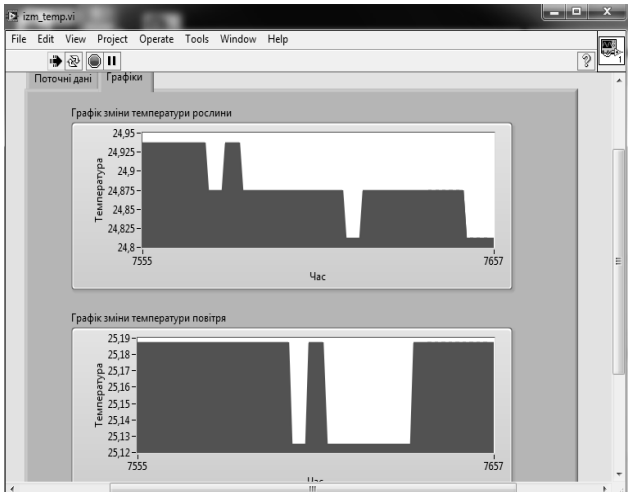 izm_temp.vi
File Edit View Project Operate Tools Window Help
Поточні дані Графіки
Графік зміни температури рослини
24,95
24,925
24,9
24,875
24,85
24,825
24,8
Температура
7555 7657
Час
Графік зміни температури повітря
25,19
25,18
25,17
25,16
25,15
25,14
25,13
25,12
Температура
7555 7657
Час